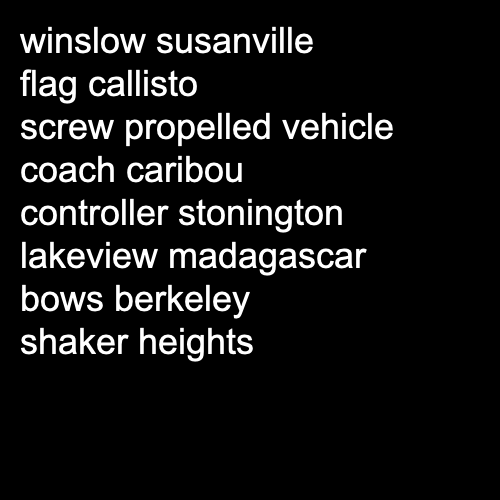 winslow susanville
flag callisto
screw propelled vehicle
coach caribou
controller stonington
lakeview madagascar
bows berkeley
shaker heights